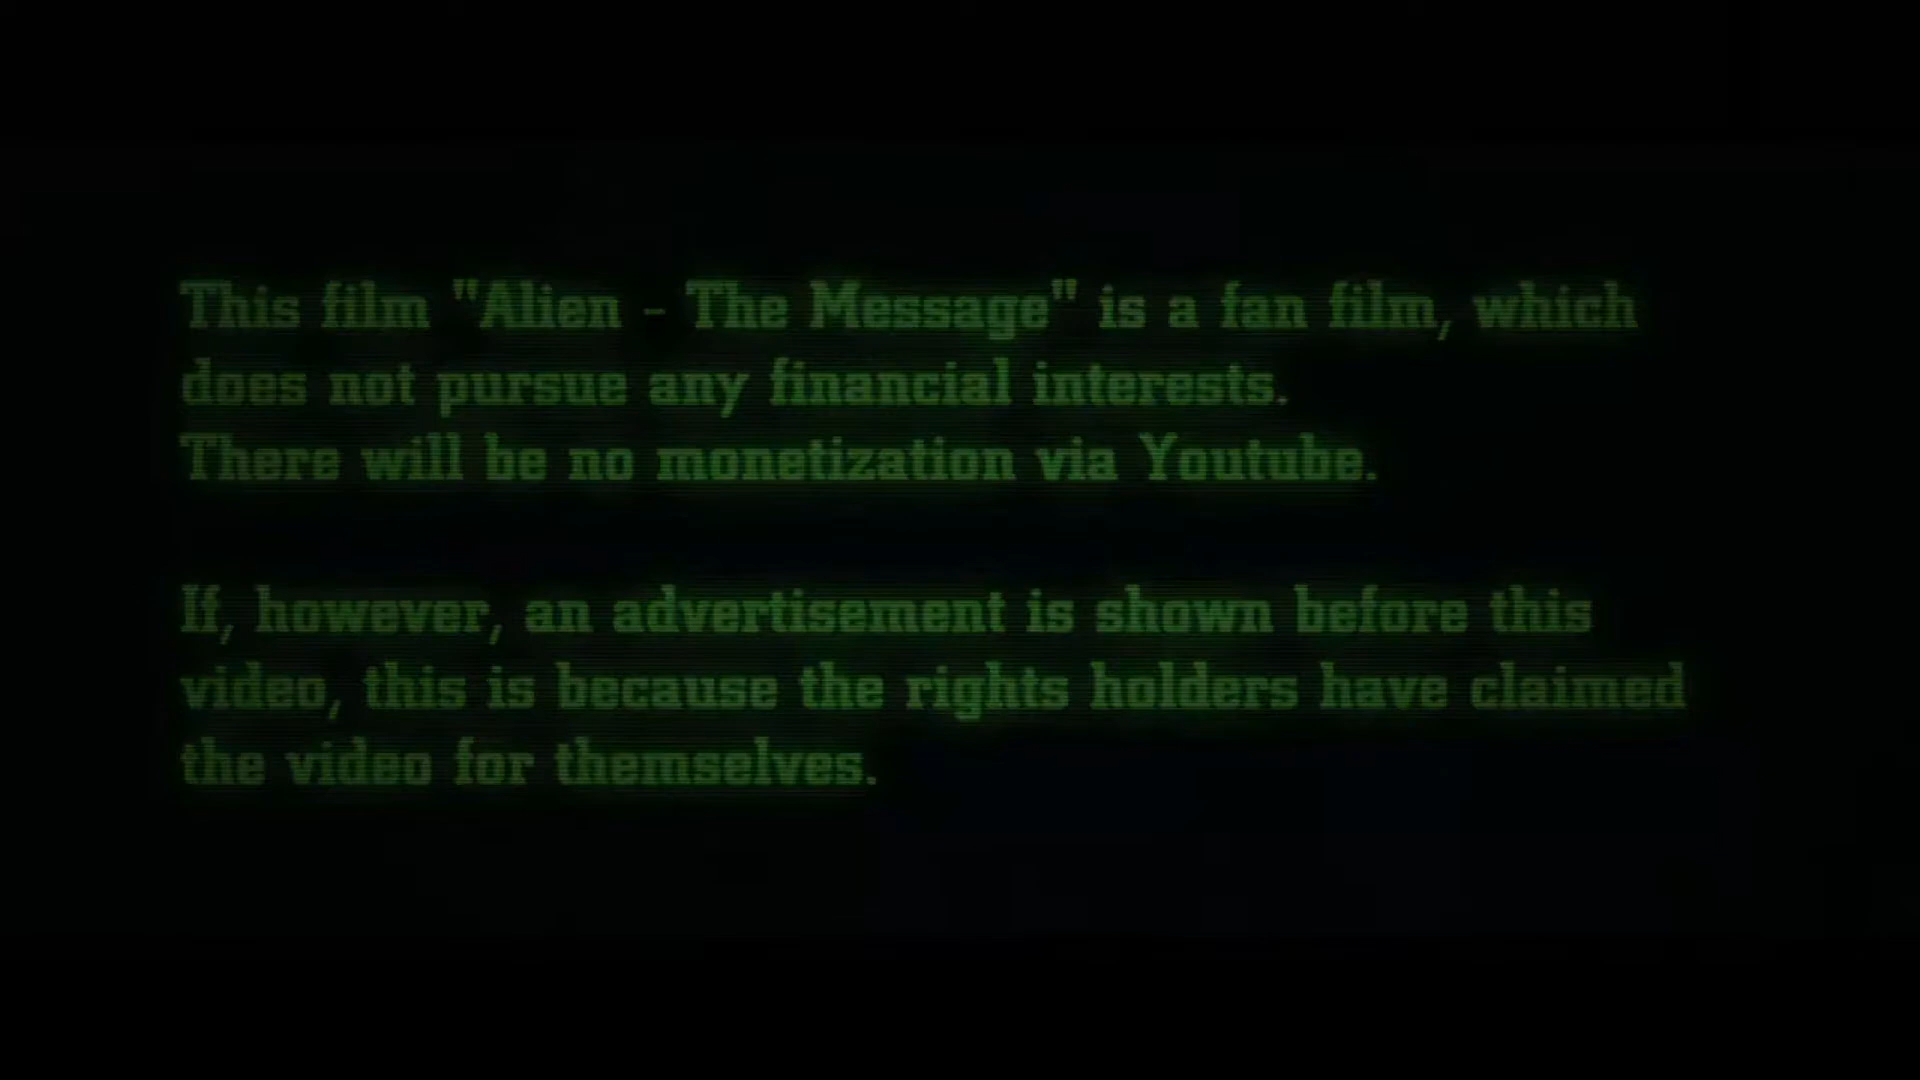 This film "Alien - The Message" is a fan film, which
does not pursue any financial interests.
There will be no monetization via Youtube.
If, however, an advertisement is shown before this
video, this is because the rights holders have claimed
the video for themselves.